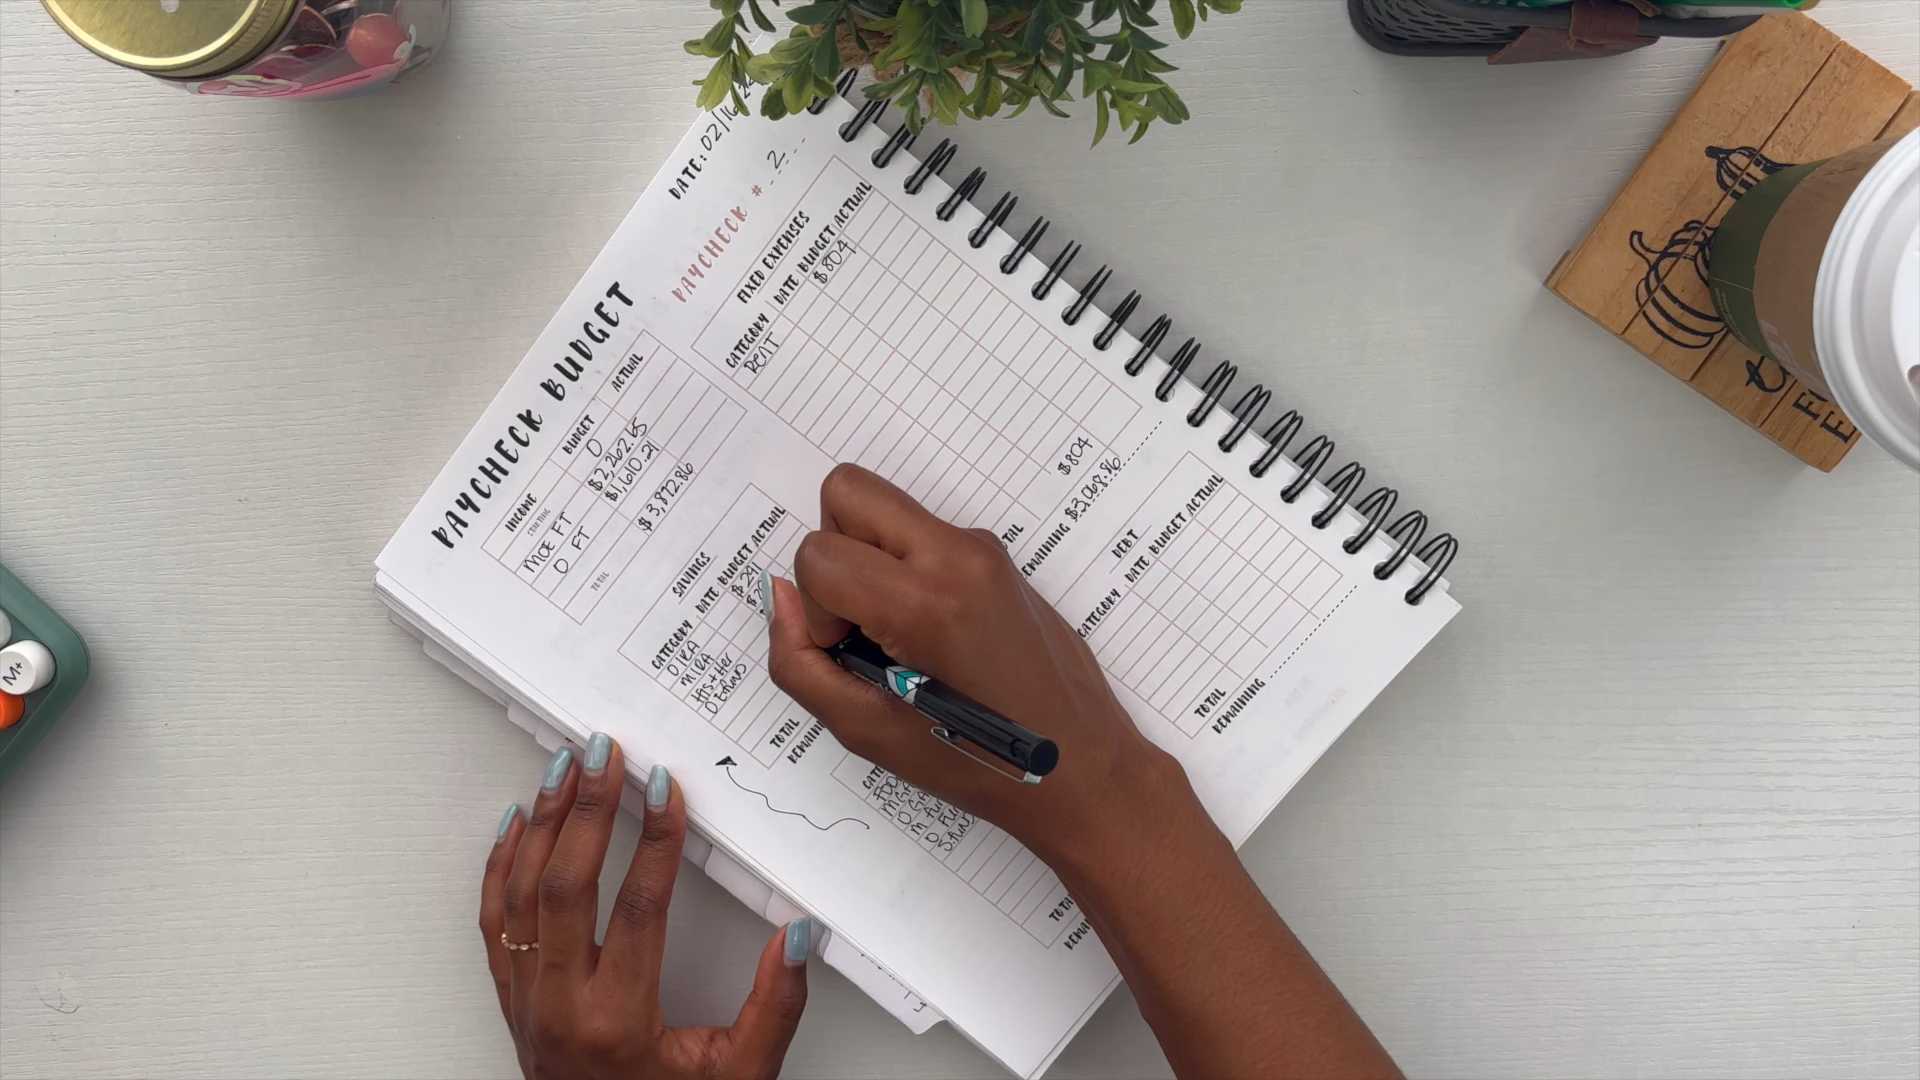 PAYCHECK BUDGET
DATE: 02/16/
PAYCHECK # 2
INCOME BUDGET ACTUAL
STARTING 0
MOE FT $2,262.65
D FT $1,610.21
TOTAL $3,872.86
FIXED EXPENSES
CATEGORY DATE BUDGET ACTUAL
RENT $804
TOTAL $804
REMAINING $3,068.86
SAVINGS
CATEGORY DATE BUDGET ACTUAL
D IRA $291
M IRA
His+Her
D EFUND
TOTAL
DEBT
CATEGORY DATE BUDGET ACTUAL
TOTAL
REMAINING
M+